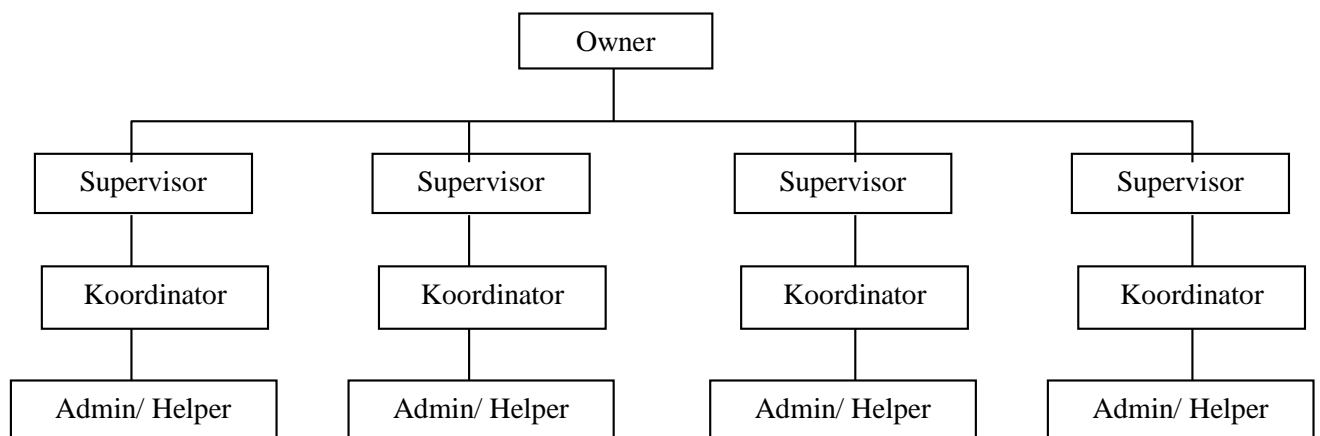 Owner
Supervisor Supervisor Supervisor Supervisor
Koordinator Koordinator Koordinator Koordinator
Admin/ Helper Admin/ Helper Admin/ Helper Admin/ Helper